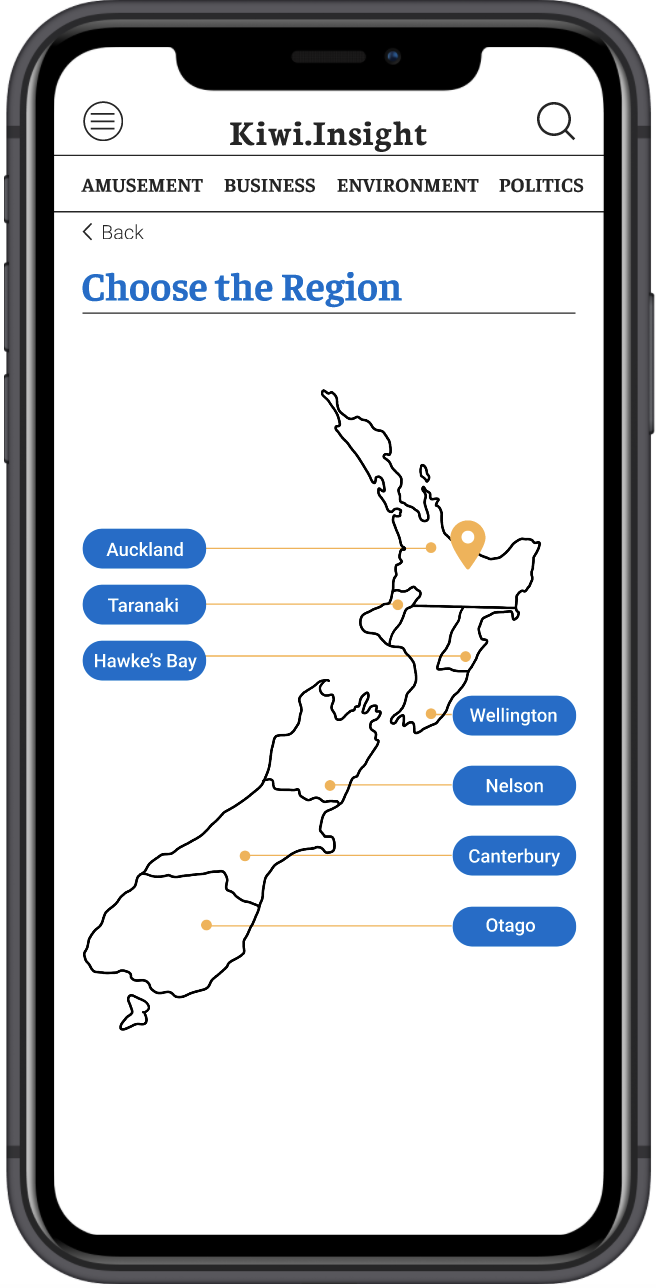 Kiwi.Insight
AMUSEMENT BUSINESS ENVIRONMENT POLITICS
Back
Choose the Region
Auckland
Taranaki
Hawke's Bay
Wellington
Nelson
Canterbury
Otago